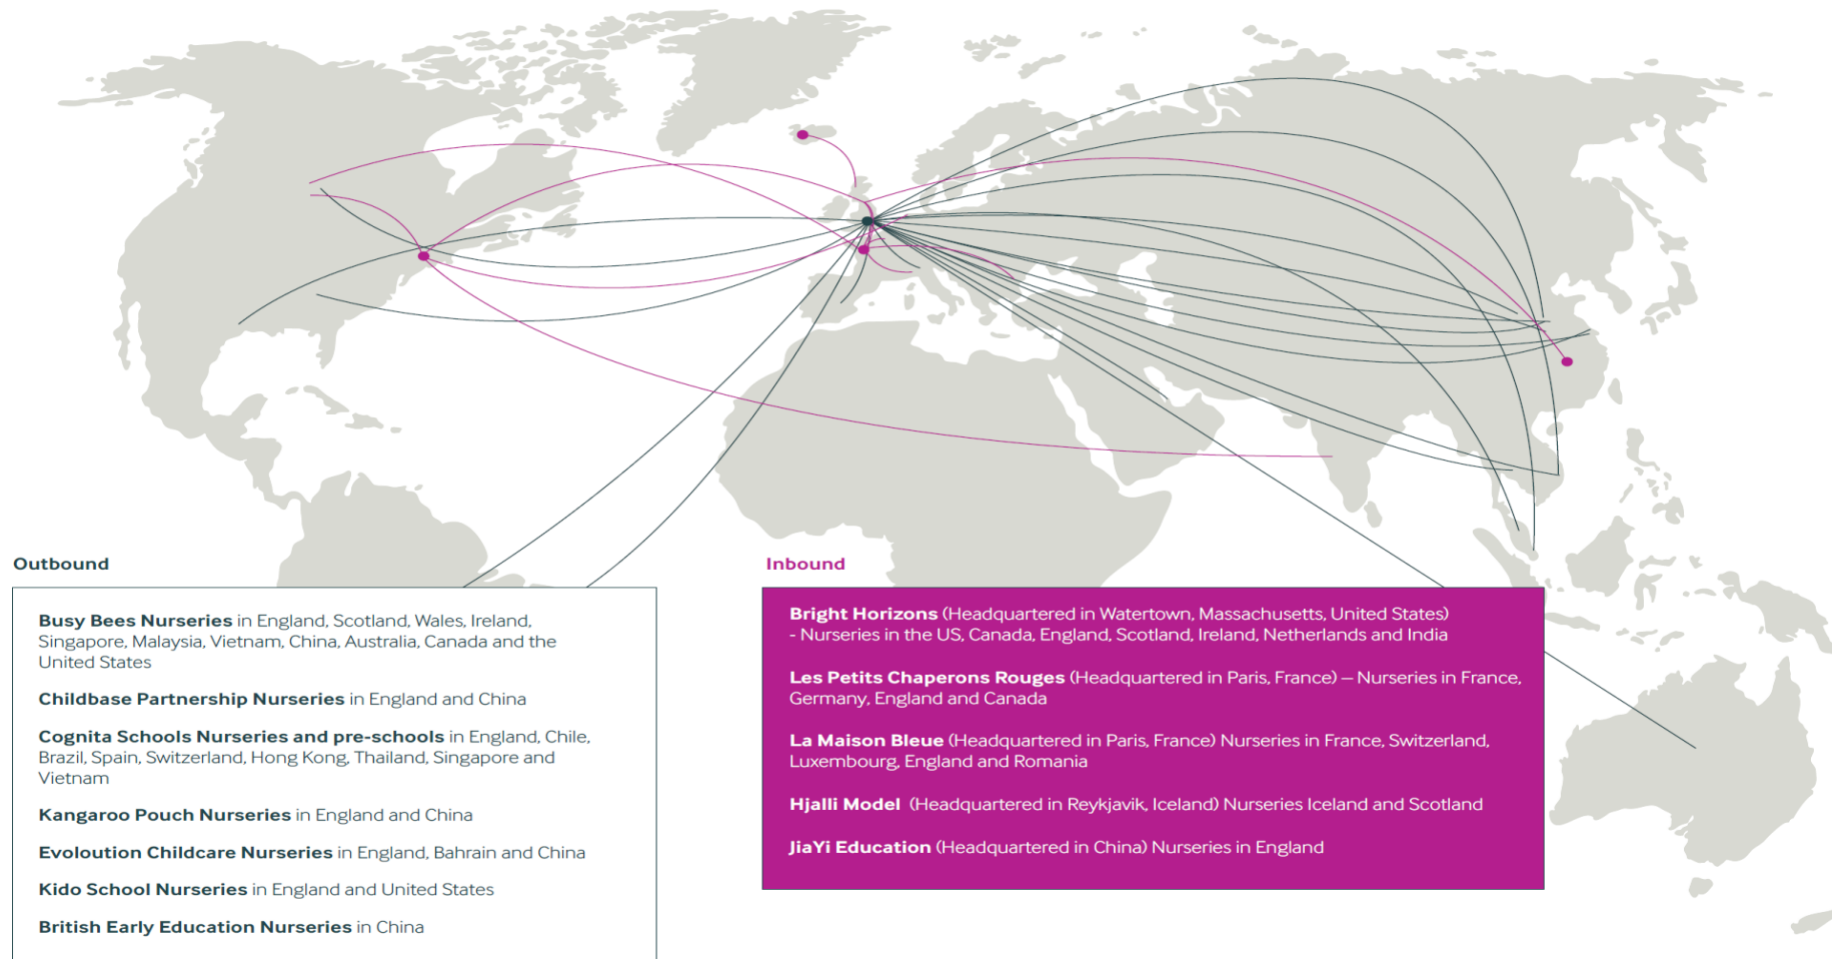 Outbound
Busy Bees Nurseries in England, Scotland, Wales, Ireland,
Singapore, Malaysia, Vietnam, China, Australia, Canada and the
United States
Childbase Partnership Nurseries in England and China
Cognita Schools Nurseries and pre-schools in England, Chile,
Brazil, Spain, Switzerland, Hong Kong, Thailand, Singapore and
Vietnam
Kangaroo Pouch Nurseries in England and China
Evoloution Childcare Nurseries in England, Bahrain and China
Kido School Nurseries in England and United States
British Early Education Nurseries in China
Inbound
Bright Horizons (Headquartered in Watertown, Massachusetts, United States)
- Nurseries in the US, Canada, England, Scotland, Ireland, Netherlands and India
Les Petits Chaperons Rouges (Headquartered in Paris, France) – Nurseries in France,
Germany, England and Canada
La Maison Bleue (Headquartered in Paris, France) Nurseries in France, Switzerland,
Luxembourg, England and Romania
Hjalli Model (Headquartered in Reykjavik, Iceland) Nurseries Iceland and Scotland
JiaYi Education (Headquartered in China) Nurseries in England